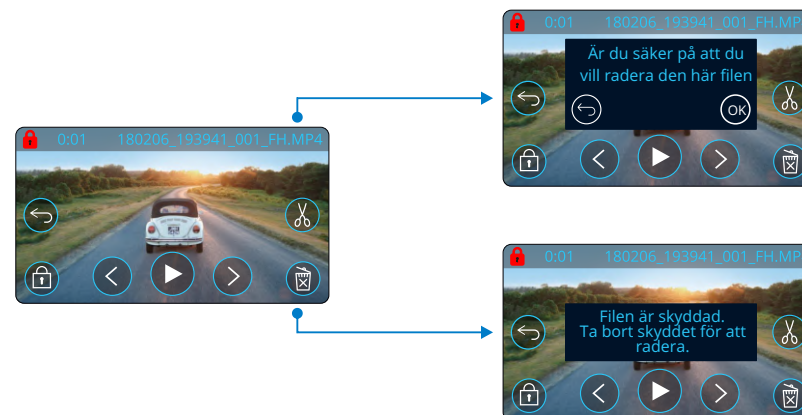 0:01 180206_193941_001_FH.MP4
0:01 180206_193941_001_FH.MP
Är du säker på att du
vill radera den här filen
OK
0:01 180206_193941_001_FH.MP
Filen är skyddad.
Ta bort skyddet för att
radera.